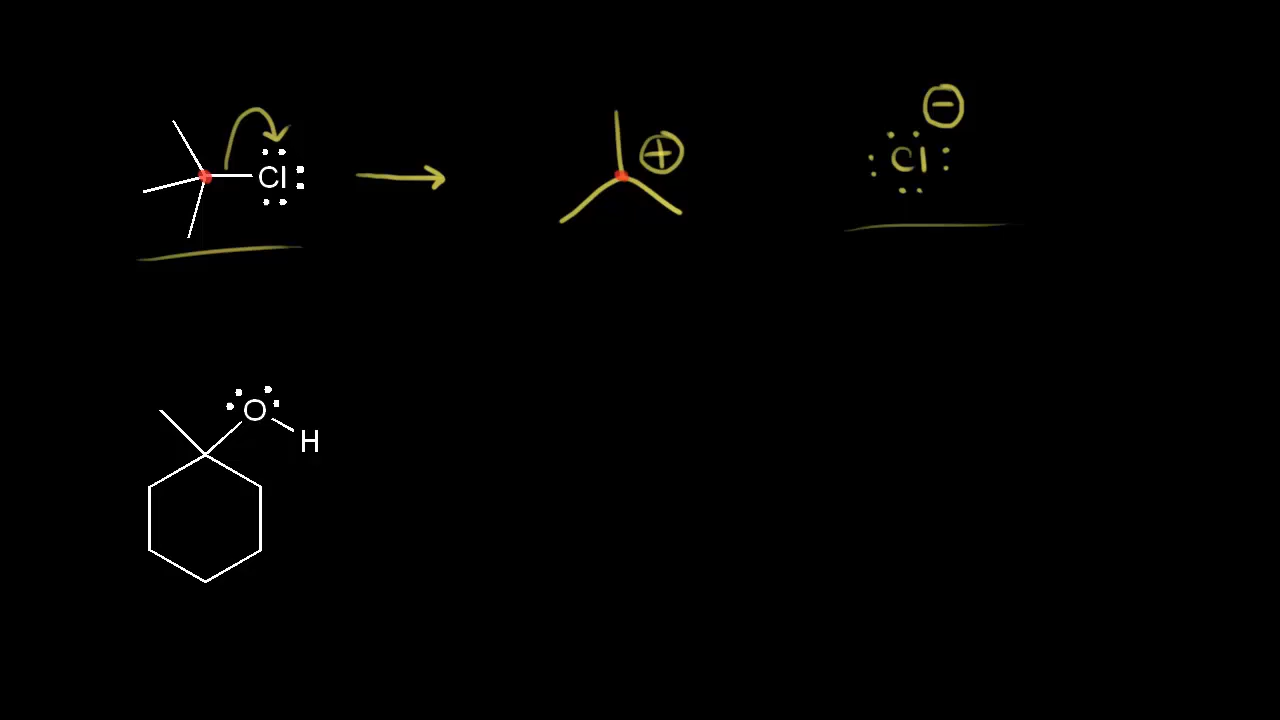 Cl → + Cl −
O
H